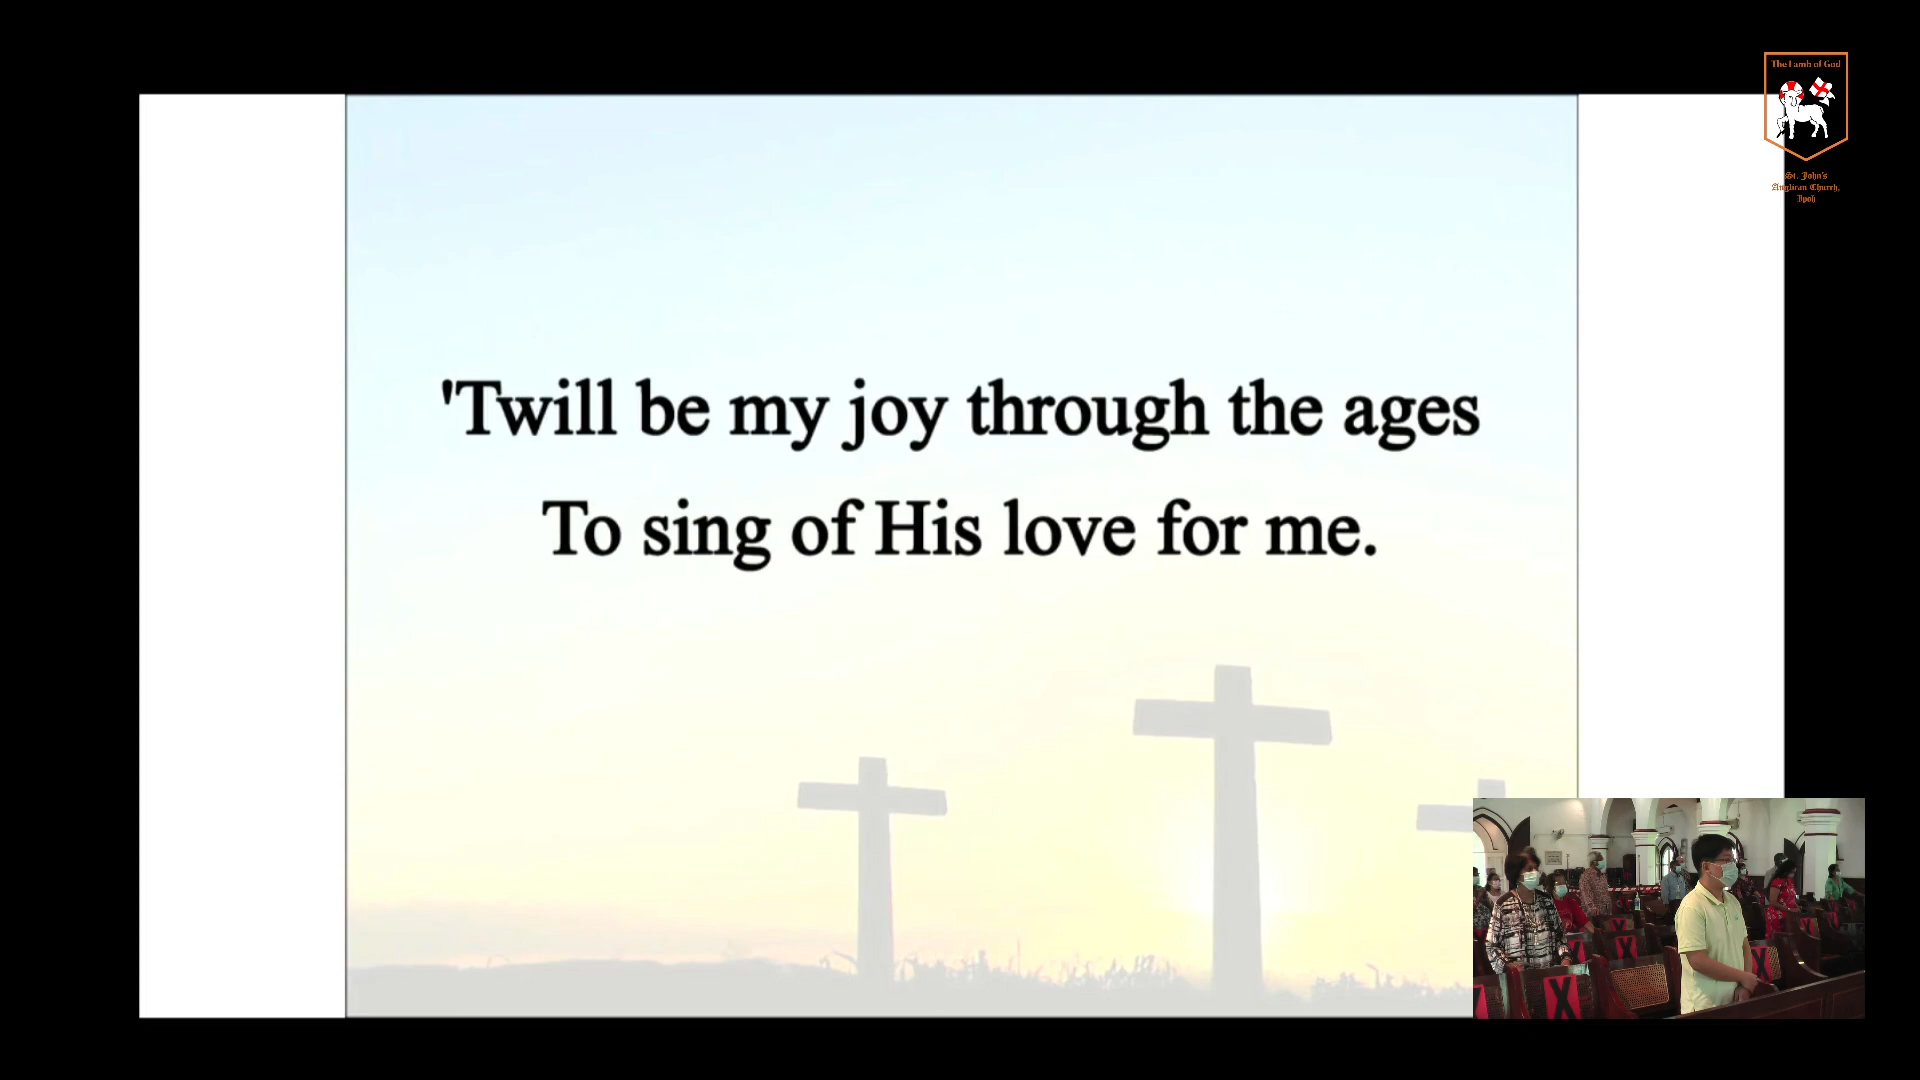 The Lamb of God
St. John's
Anglican Church,
Ipoh
'Twill be my joy through the ages
To sing of His love for me.
X
X
X